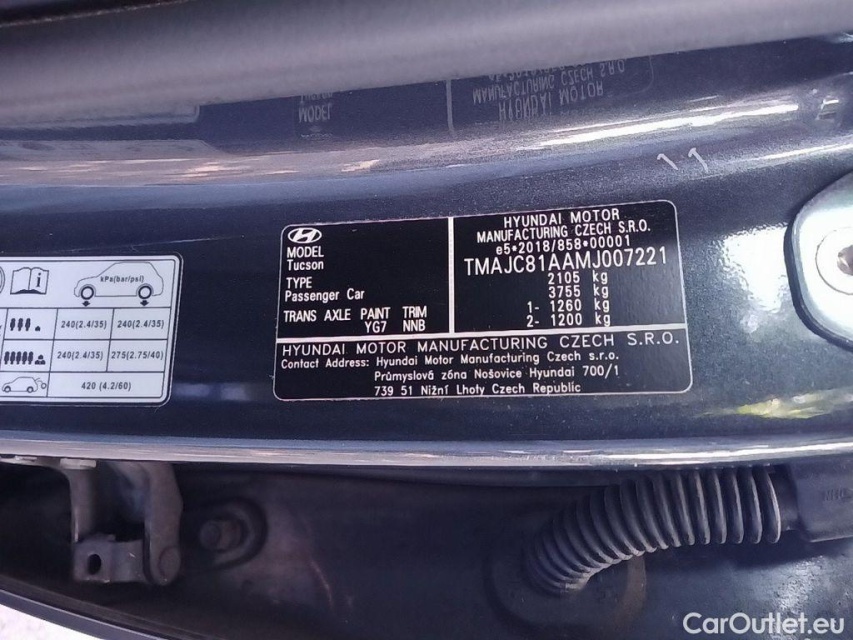 HYUNDAI MOTOR
MANUFACTURING CZECH S.R.O.
MODEL
kPa(bar/psi)
240(2.4/35) 240(2.4/35)
240(2.4/35) 275(2.75/40)
420 (4.2/60)
MODEL
Tucson
TYPE
Passenger Car
TRANS AXLE PAINT TRIM
YG7 NNB
HYUNDAI MOTOR
MANUFACTURING CZECH S.R.O.
e5*2018/858*00001
TMAJC81AAMJ007221
2105 kg
3755 kg
1- 1260 kg
2- 1200 kg
HYUNDAI MOTOR MANUFACTURING CZECH S.R.O.
Contact Address: Hyundai Motor Manufacturing Czech s.r.o.
Průmyslová zóna Nošovice Hyundai 700/1
739 51 Nižní Lhoty Czech Republic
CarOutlet.eu